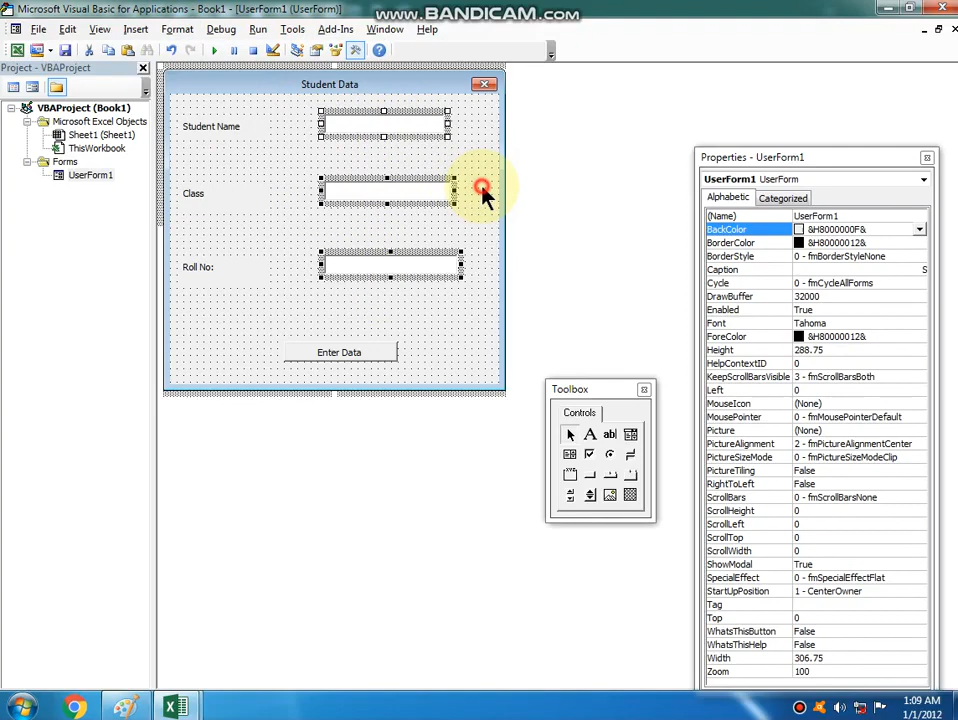 Microsoft Visual Basic for Applications - Book1 - [UserForm1 (UserForm)]
www.BANDICAM.com
File Edit View Insert Format Debug Run Tools Add-Ins Window Help
Project - VBAProject
VBAProject (Book1)
Microsoft Excel Objects
Sheet1 (Sheet1)
ThisWorkbook
Forms
UserForm1
Student Data
Student Name
Class
Roll No:
Enter Data
Toolbox
Controls
A ab|
XYZ
Properties - UserForm1
UserForm1 UserForm
Alphabetic Categorized
(Name) UserForm1
BackColor &H8000000F&
BorderColor &H80000012&
BorderStyle 0 - fmBorderStyleNone
Caption S
Cycle 0 - fmCycleAllForms
DrawBuffer 32000
Enabled True
Font Tahoma
ForeColor &H80000012&
Height 288.75
HelpContextID 0
KeepScrollBarsVisible 3 - fmScrollBarsBoth
Left 0
MouseIcon (None)
MousePointer 0 - fmMousePointerDefault
Picture (None)
PictureAlignment 2 - fmPictureAlignmentCenter
PictureSizeMode 0 - fmPictureSizeModeClip
PictureTiling False
RightToLeft False
ScrollBars 0 - fmScrollBarsNone
ScrollHeight 0
ScrollLeft 0
ScrollTop 0
ScrollWidth 0
ShowModal True
SpecialEffect 0 - fmSpecialEffectFlat
StartUpPosition 1 - CenterOwner
Tag
Top 0
WhatsThisButton False
WhatsThisHelp False
Width 306.75
Zoom 100
1:09 AM
1/1/2012